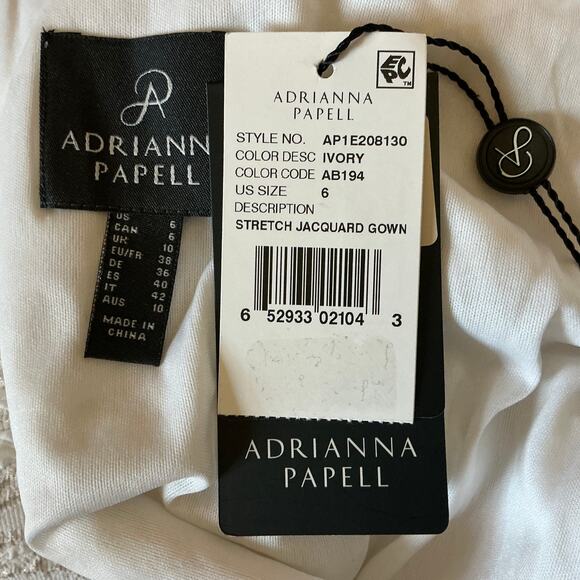 ADRIANN
PAPELL
US 6
CAN 6
UK 10
EU/FR 38
DE 36
ES 40
IT 42
AUS 10
MADE IN
CHINA
EPC™
ADRIANNA
PAPELL
STYLE NO. AP1E208130
COLOR DESC IVORY
COLOR CODE AB194
US SIZE 6
DESCRIPTION
STRETCH JACQUARD GOWN
6 52933 02104 3
ADRIANNA
PAPELL